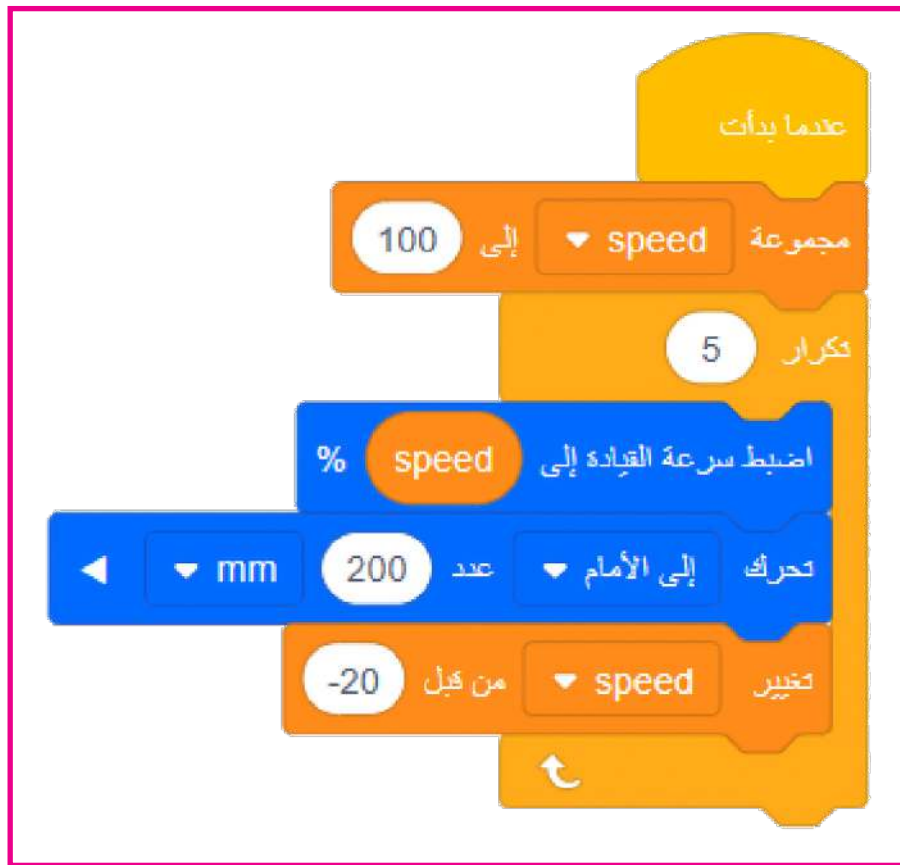 عندما بدأت
مجموعة speed إلى 100
تكرار 5
اضبط سرعة القيادة إلى speed %
تحرك إلى الأمام عدد 200 mm
تغيير speed من قبل -20